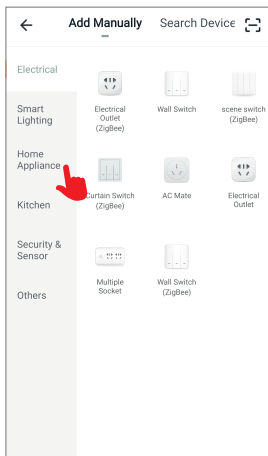 Add Manually Search Device
Electrical
Smart
Lighting
Home
Appliance
Kitchen
Security &
Sensor
Others
Electrical
Outlet
(ZigBee)
Wall Switch
scene switch
(ZigBee)
Curtain Switch
(ZigBee)
AC Mate
Electrical
Outlet
Multiple
Socket
Wall Switch
(ZigBee)